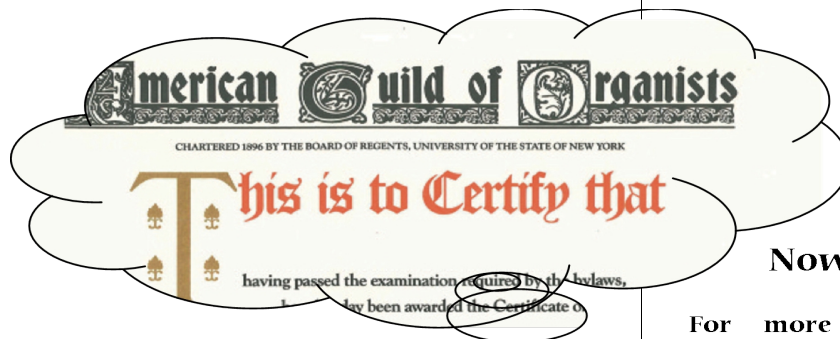 American Guild of Organists
CHARTERED 1896 BY THE BOARD OF REGENTS, UNIVERSITY OF THE STATE OF NEW YORK
This is to Certify that
having passed the examination required by the bylaws,
day been awarded the Certificate of
Now
For more